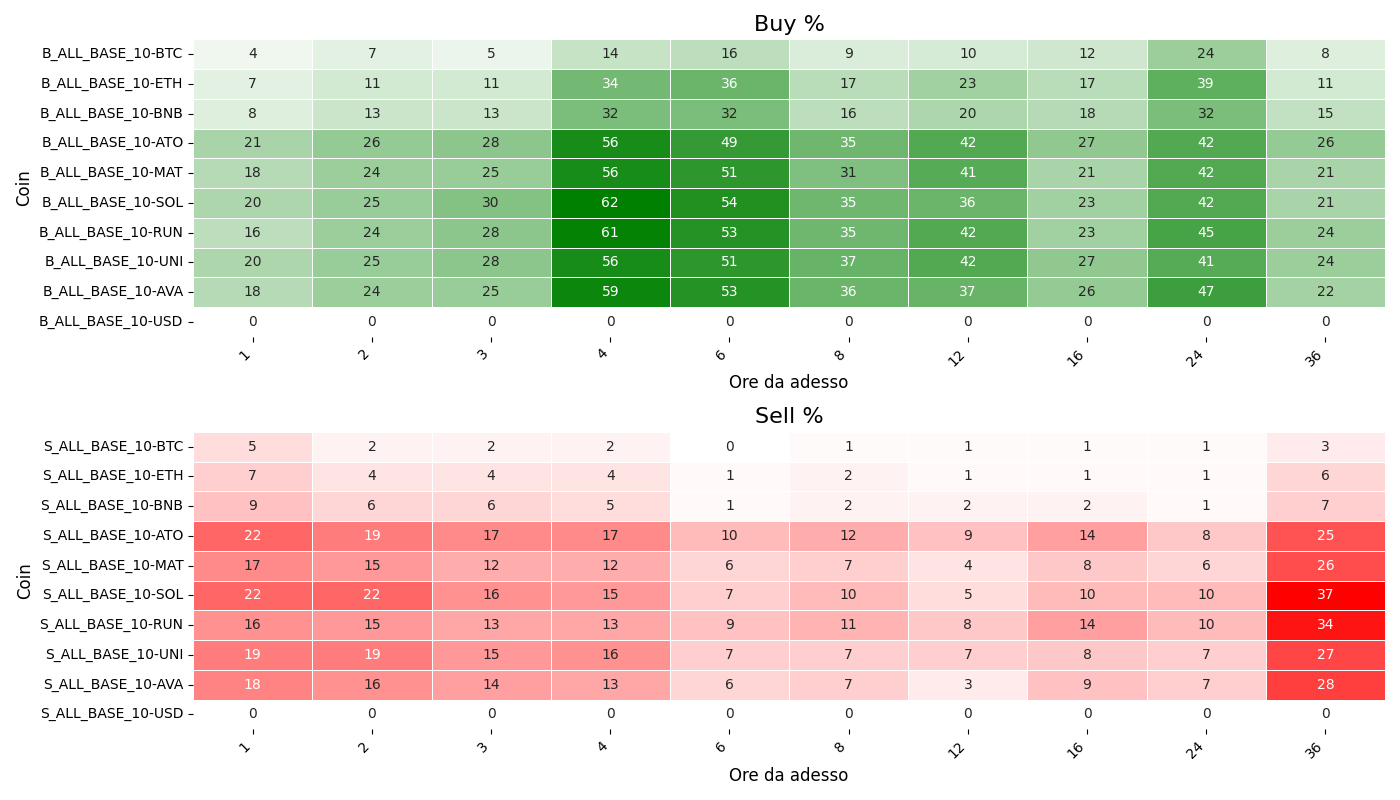 Buy %
Coin
B_ALL_BASE_10-BTC 4 7 5 14 16 9 10 12 24 8
B_ALL_BASE_10-ETH 7 11 11 34 36 17 23 17 39 11
B_ALL_BASE_10-BNB 8 13 13 32 32 16 20 18 32 15
B_ALL_BASE_10-ATO 21 26 28 56 49 35 42 27 42 26
B_ALL_BASE_10-MAT 18 24 25 56 51 31 41 21 42 21
B_ALL_BASE_10-SOL 20 25 30 62 54 35 36 23 42 21
B_ALL_BASE_10-RUN 16 24 28 61 53 35 42 23 45 24
B_ALL_BASE_10-UNI 20 25 28 56 51 37 42 27 41 24
B_ALL_BASE_10-AVA 18 24 25 59 53 36 37 26 47 22
B_ALL_BASE_10-USD 0 0 0 0 0 0 0 0 0 0
1 2 3 4 6 8 12 16 24 36
Ore da adesso
Sell %
Coin
S_ALL_BASE_10-BTC 5 2 2 2 0 1 1 1 1 3
S_ALL_BASE_10-ETH 7 4 4 4 1 2 1 1 1 6
S_ALL_BASE_10-BNB 9 6 6 5 1 2 2 2 1 7
S_ALL_BASE_10-ATO 22 19 17 17 10 12 9 14 8 25
S_ALL_BASE_10-MAT 17 15 12 12 6 7 4 8 6 26
S_ALL_BASE_10-SOL 22 22 16 15 7 10 5 10 10 37
S_ALL_BASE_10-RUN 16 15 13 13 9 11 8 14 10 34
S_ALL_BASE_10-UNI 19 19 15 16 7 7 7 8 7 27
S_ALL_BASE_10-AVA 18 16 14 13 6 7 3 9 7 28
S_ALL_BASE_10-USD 0 0 0 0 0 0 0 0 0 0
1 2 3 4 6 8 12 16 24 36
Ore da adesso